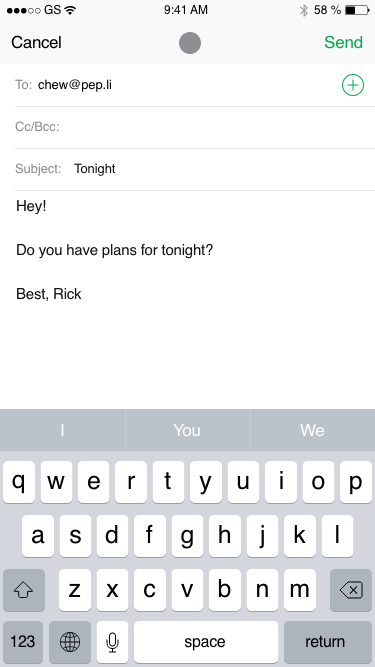 GS 9:41 AM 58 %
Cancel Send
To: chew@pep.li
Cc/Bcc:
Subject: Tonight
Hey!
Do you have plans for tonight?
Best, Rick
I You We
q w e r t y u i o p
a s d f g h j k l
z x c v b n m
123 space return